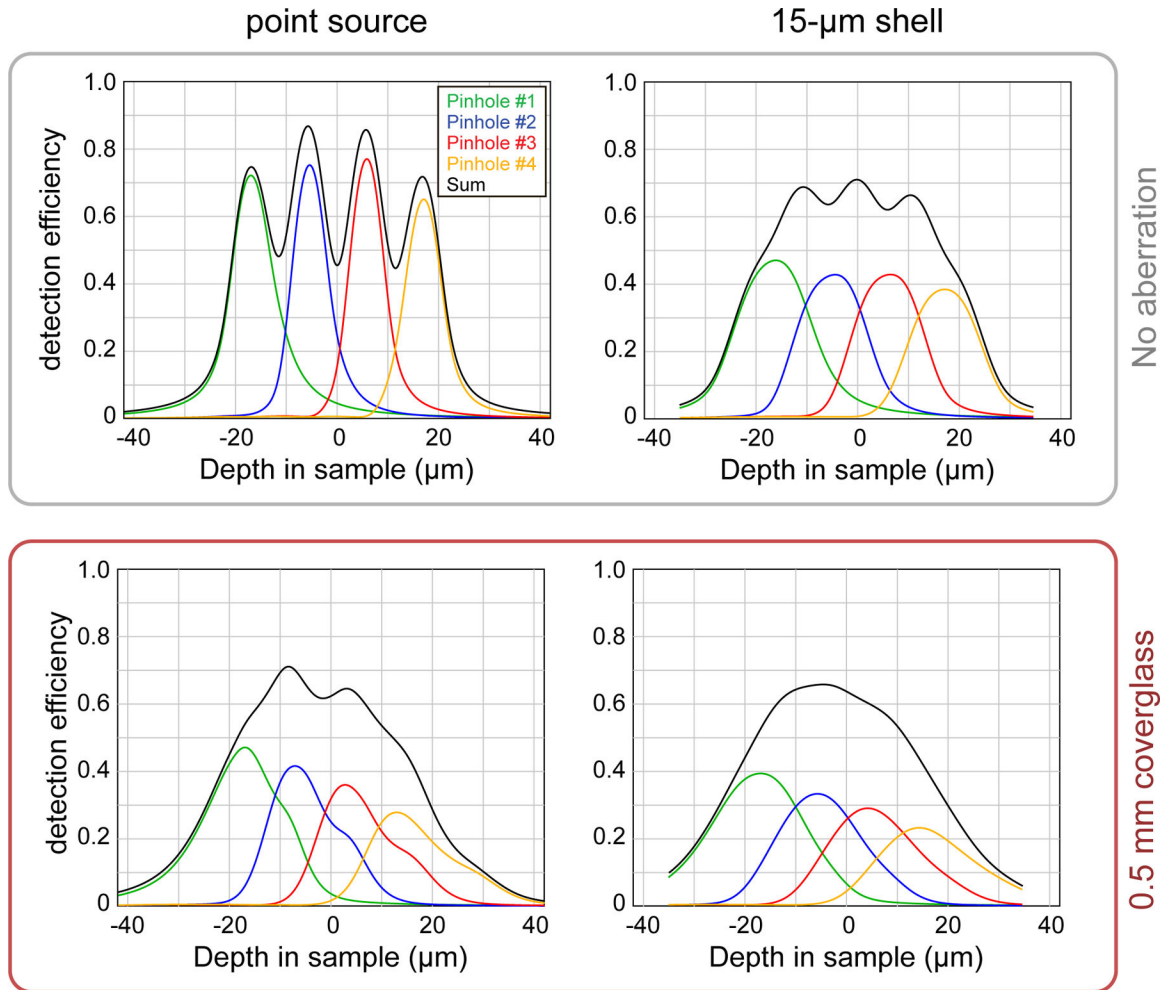 point source
15-µm shell
1.0
0.8
0.6
0.4
0.2
0
detection efficiency
Pinhole #1
Pinhole #2
Pinhole #3
Pinhole #4
Sum
-40 -20 0 20 40
Depth in sample (µm)
1.0
0.8
0.6
0.4
0.2
0
-40 -20 0 20 40
Depth in sample (µm)
No aberration
1.0
0.8
0.6
0.4
0.2
0
detection efficiency
-40 -20 0 20 40
Depth in sample (µm)
1.0
0.8
0.6
0.4
0.2
0
-40 -20 0 20 40
Depth in sample (µm)
0.5 mm coverglass